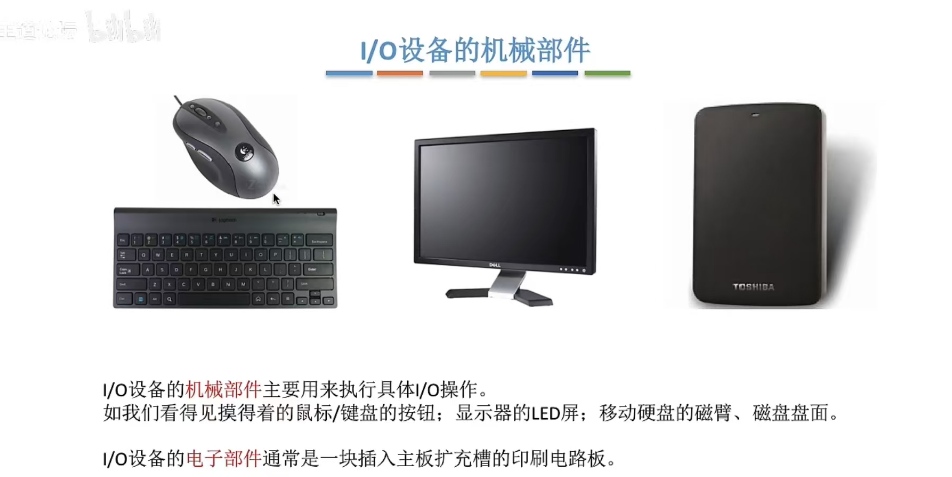 bilibili
I/O设备的机械部件
DELL
TOSHIBA
I/O设备的机械部件主要用来执行具体I/O操作。
如我们看得见摸得着的鼠标/键盘的按钮；显示器的LED屏；移动硬盘的磁臂、磁盘盘面。
I/O设备的电子部件通常是一块插入主板扩充槽的印刷电路板。